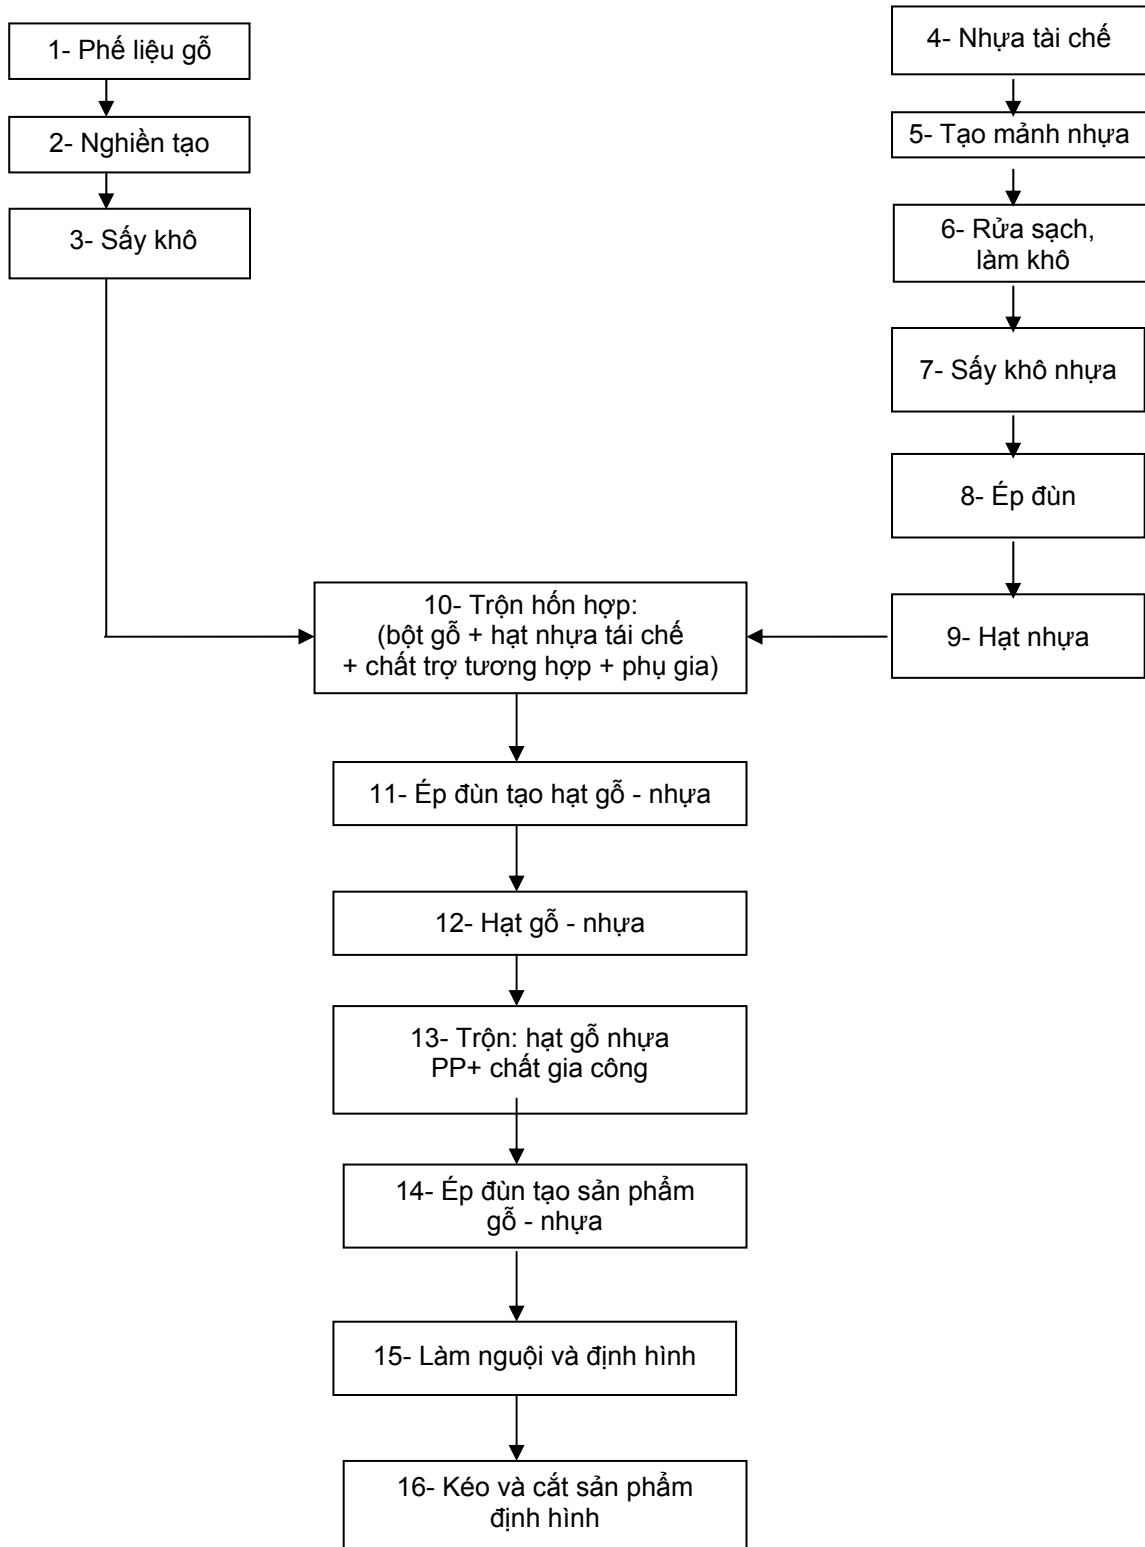 1- Phế liệu gỗ
2- Nghiền tạo
3- Sấy khô
4- Nhựa tài chế
5- Tạo mảnh nhựa
6- Rửa sạch,
làm khô
7- Sấy khô nhựa
8- Ép đùn
9- Hạt nhựa
10- Trộn hốn hợp:
(bột gỗ + hạt nhựa tái chế
+ chất trợ tương hợp + phụ gia)
11- Ép đùn tạo hạt gỗ - nhựa
12- Hạt gỗ - nhựa
13- Trộn: hạt gỗ nhựa
PP+ chất gia công
14- Ép đùn tạo sản phẩm
gỗ - nhựa
15- Làm nguội và định hình
16- Kéo và cắt sản phẩm
định hình